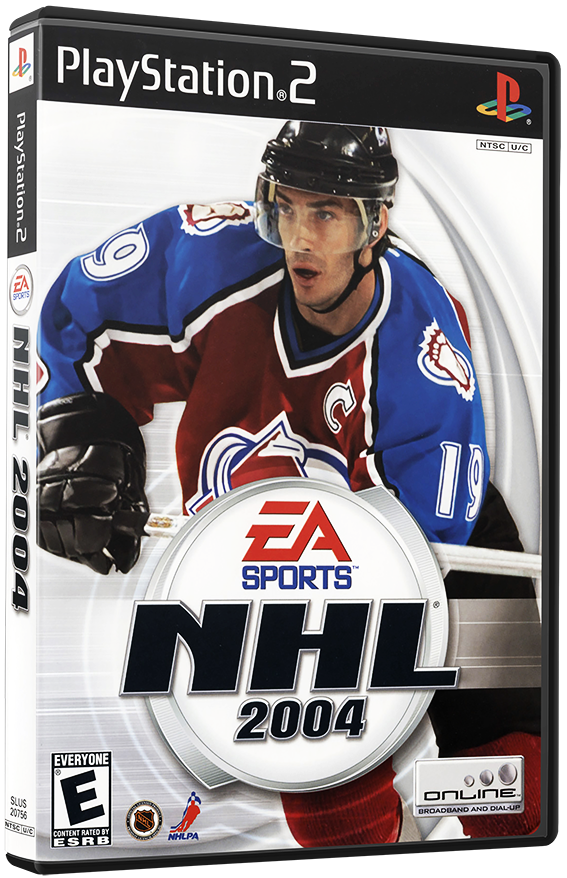 PlayStation®2
NTSC U/C
PlayStation®2
EA
SPORTS
NHL 2004
SLUS
20756
NTSC U/C
19
C
19
EA
SPORTS™
NHL®
2004
EVERYONE
E
CONTENT RATED BY
ESRB
NHLPA
ONLINE
BROADBAND AND DIAL-UP